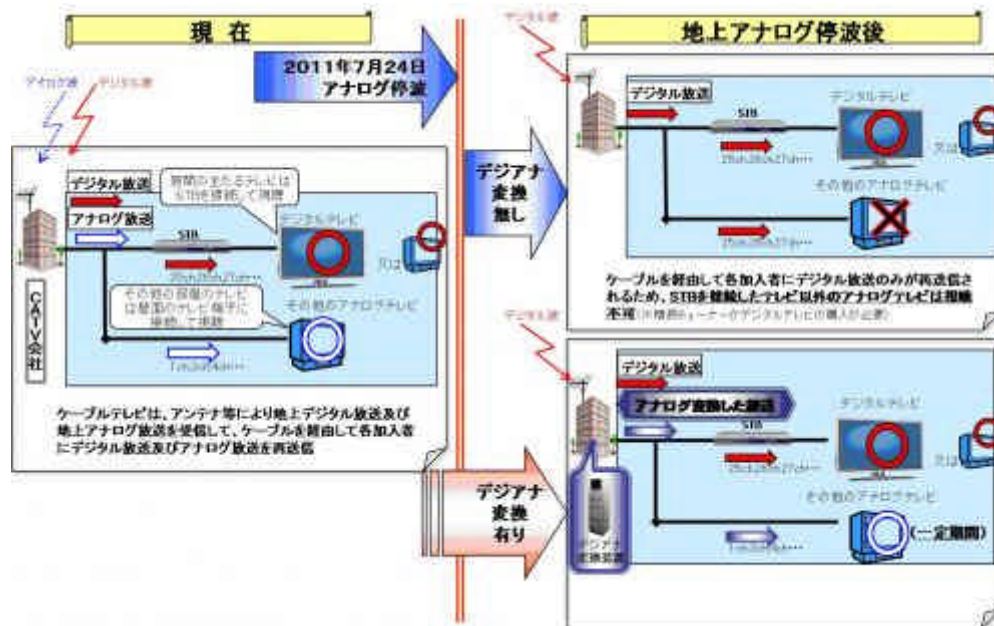 現 在
地上アナログ停波後
2011年7月24日
アナログ停波
アナログ波
デジタル波
デジタル放送
アナログ放送
STB
デジタルテレビ
又は
その他のアナログテレビ
CATV会社
ケーブルテレビは、アンテナ等により地上デジタル放送及び
地上アナログ放送を受信して、ケーブルを経由して各加入者
にデジタル放送及びアナログ放送を再送信
デジアナ
変換
無し
デジタル波
デジタル放送
STB
デジタルテレビ
又は
その他のアナログテレビ
ケーブルを経由して各加入者にデジタル放送のみが再送信さ
れるため、STBを接続したテレビ以外のアナログテレビは視聴
不可
デジアナ
変換
有り
デジタル波
デジタル放送
アナログ変換した放送
STB
デジタルテレビ
又は
その他のアナログテレビ
(一定期間)
デジアナ
変換装置